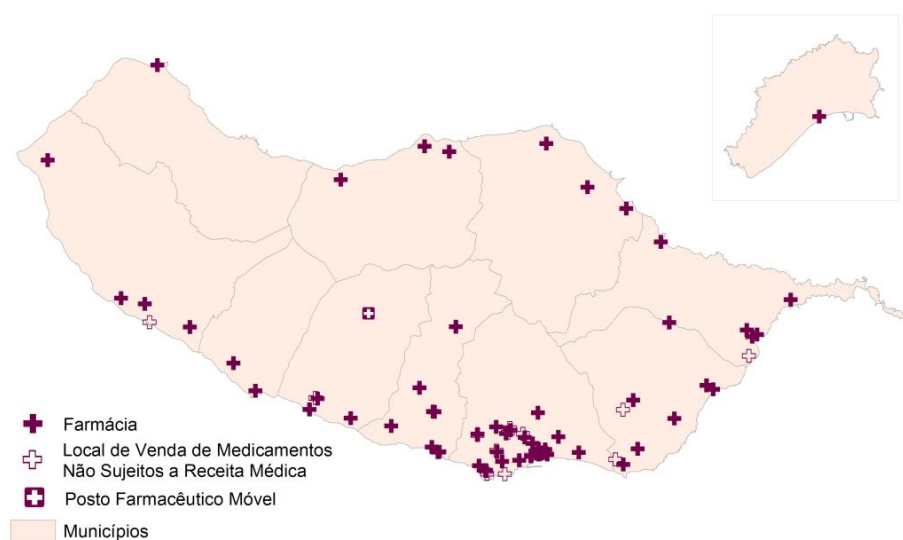 Farmácia
Local de Venda de Medicamentos
Não Sujeitos a Receita Médica
Posto Farmacêutico Móvel
Municípios